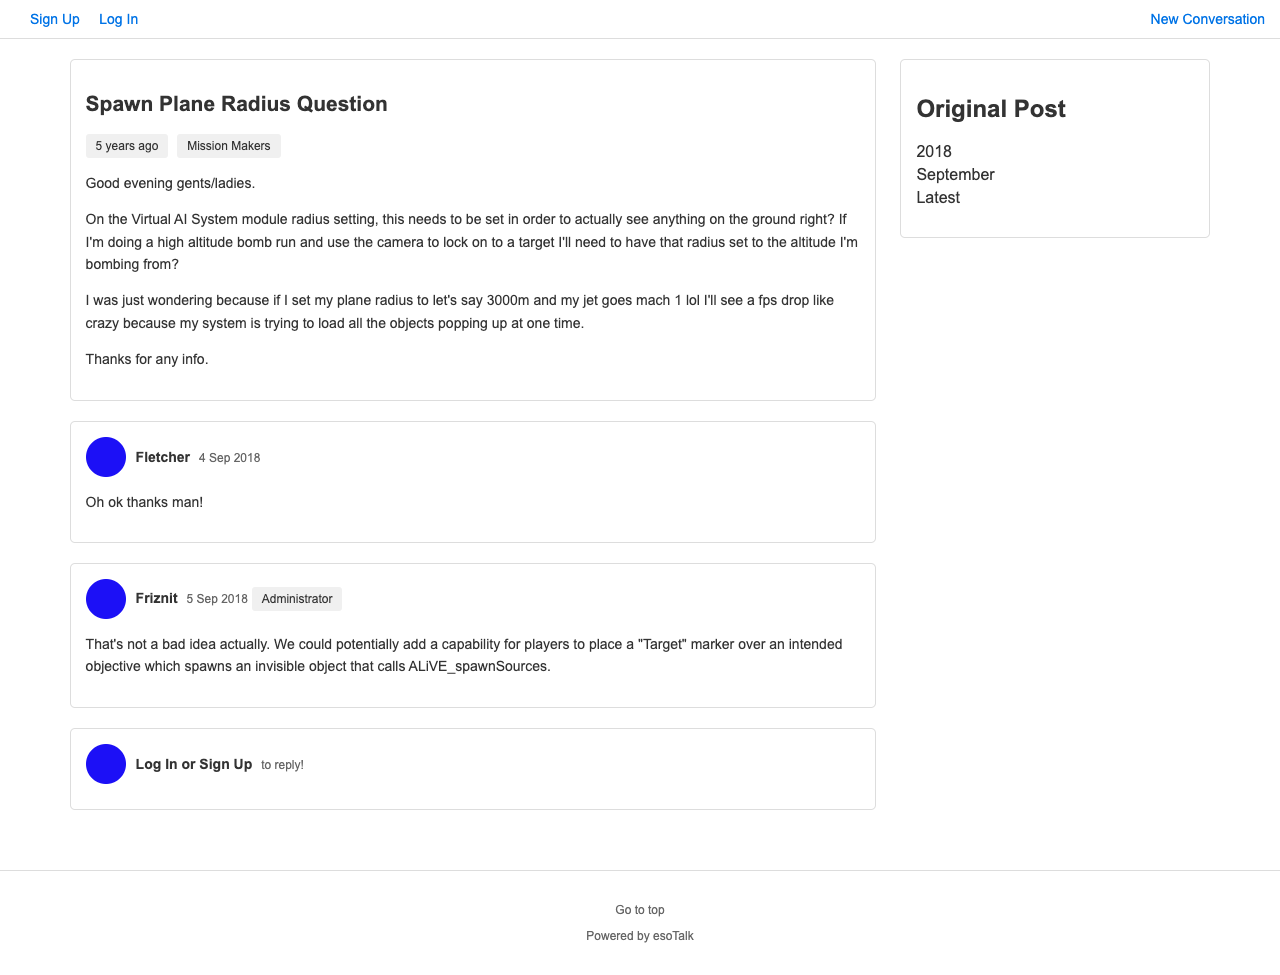 Sign Up Log In New Conversation
Spawn Plane Radius Question
5 years ago Mission Makers
Good evening gents/ladies.
On the Virtual AI System module radius setting, this needs to be set in order to actually see anything on the ground right? If
I'm doing a high altitude bomb run and use the camera to lock on to a target I'll need to have that radius set to the altitude I'm
bombing from?
I was just wondering because if I set my plane radius to let's say 3000m and my jet goes mach 1 lol I'll see a fps drop like
crazy because my system is trying to load all the objects popping up at one time.
Thanks for any info.
Fletcher 4 Sep 2018
Oh ok thanks man!
Friznit 5 Sep 2018 Administrator
That's not a bad idea actually. We could potentially add a capability for players to place a "Target" marker over an intended
objective which spawns an invisible object that calls ALiVE_spawnSources.
Log In or Sign Up to reply!
Original Post
2018
September
Latest
Go to top
Powered by esoTalk